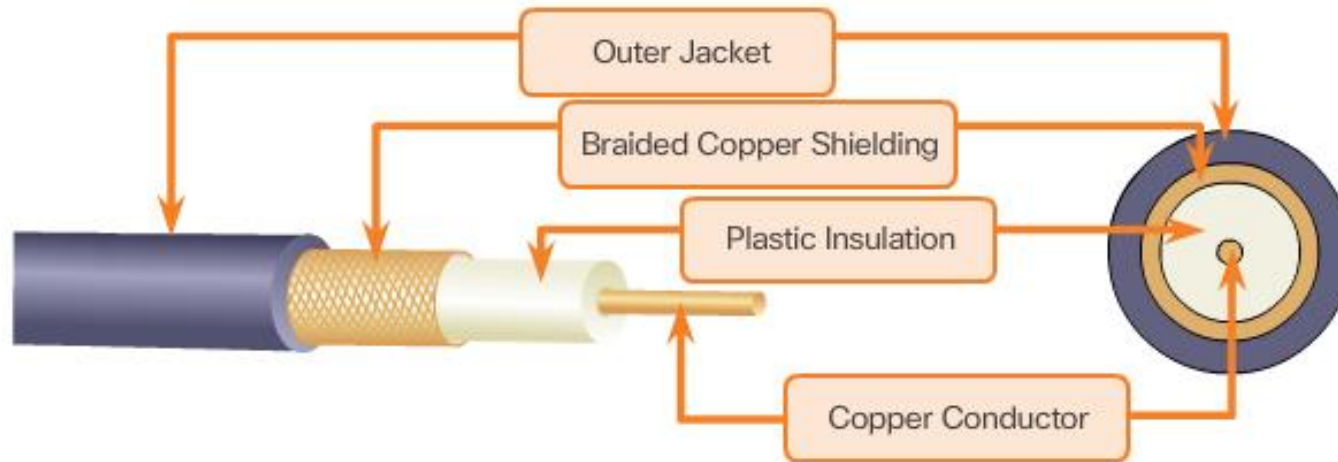 Outer Jacket
Braided Copper Shielding
Plastic Insulation
Copper Conductor